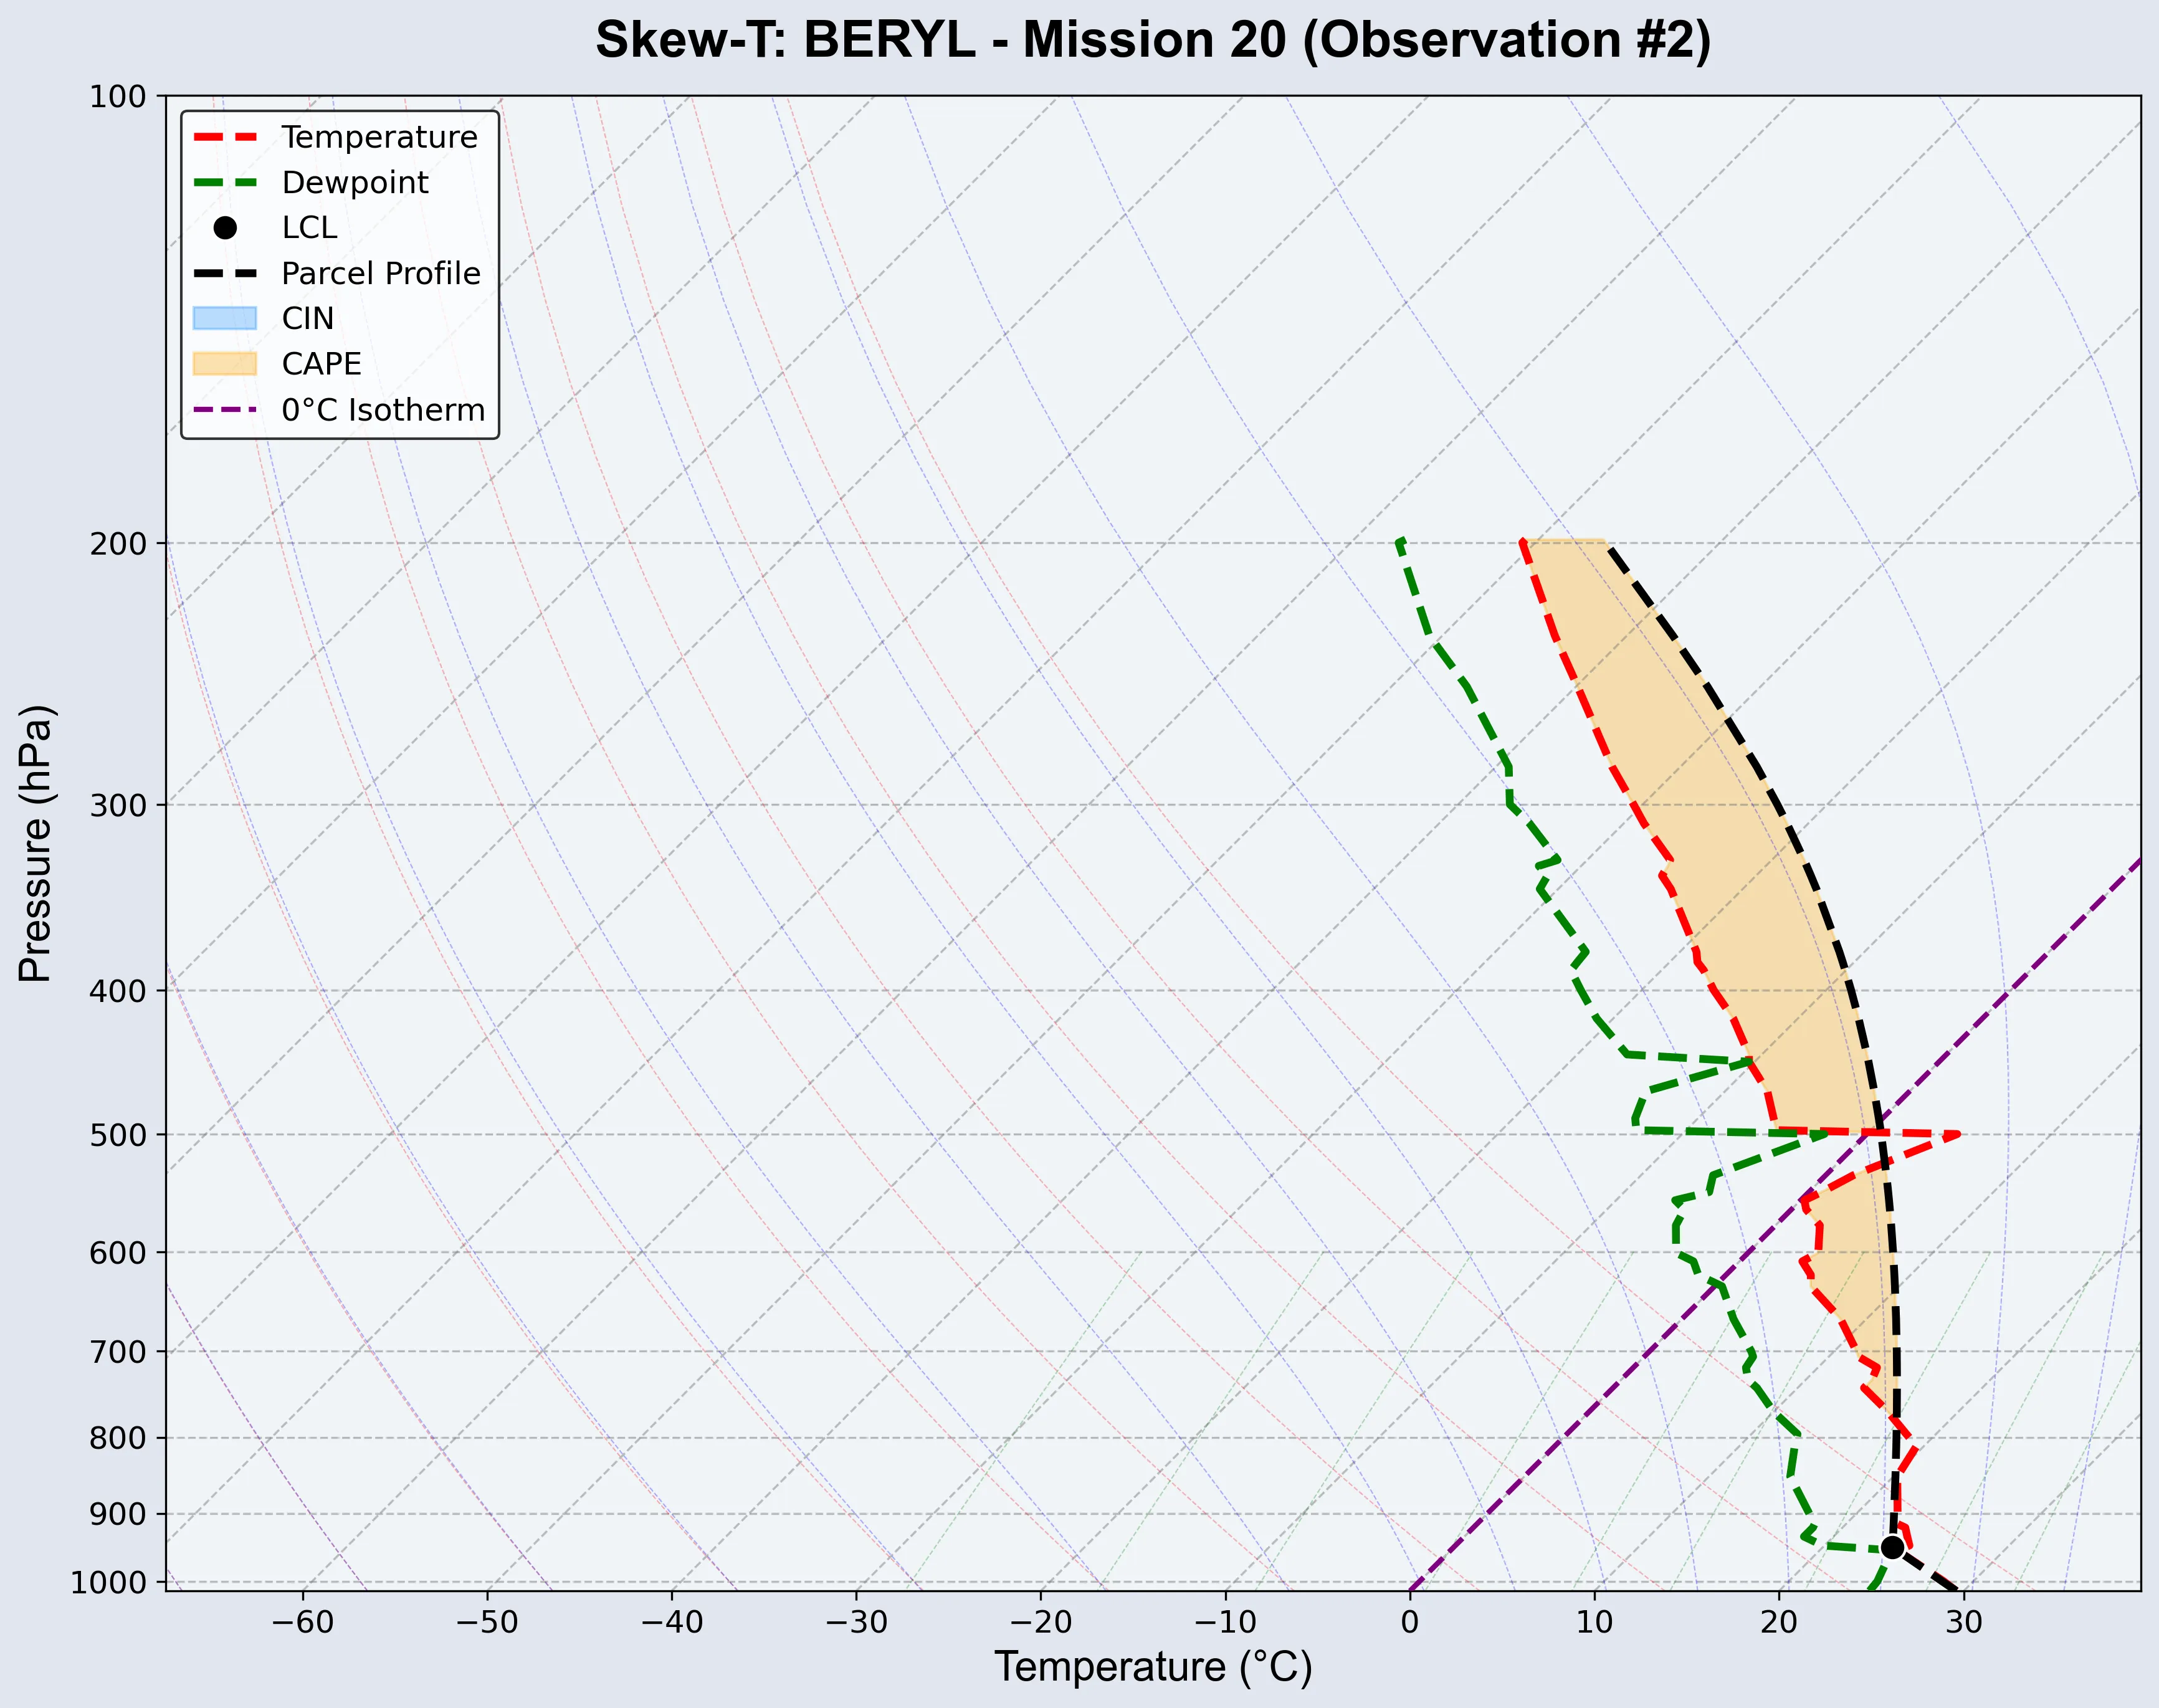 Skew-T: BERYL - Mission 20 (Observation #2)
100
200
300
400
500
600
700
800
900
1000
Pressure (hPa)
Temperature
Dewpoint
LCL
Parcel Profile
CIN
CAPE
0°C Isotherm
−60
−50
−40
−30
−20
−10
0
10
20
30
Temperature (°C)